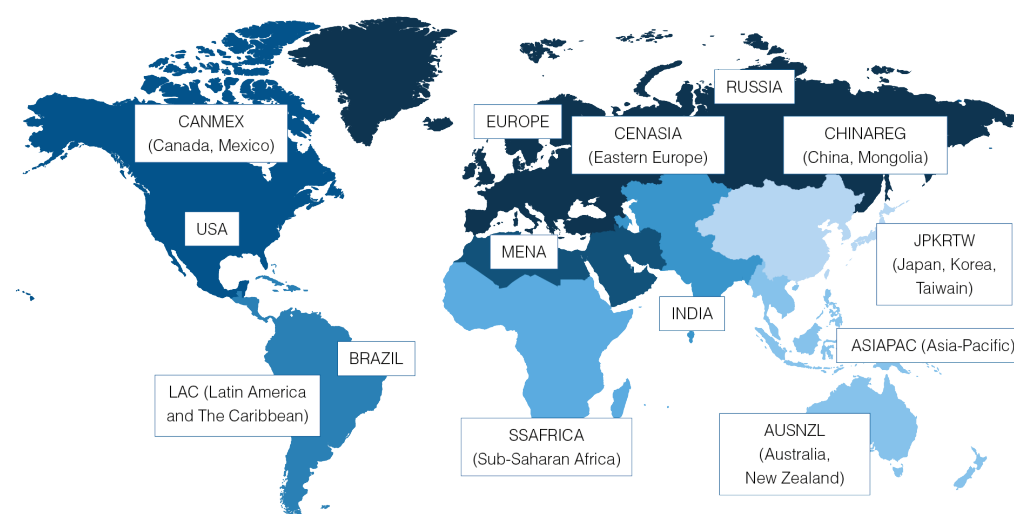 RUSSIA
CANMEX
(Canada, Mexico)
EUROPE
CENASIA
(Eastern Europe)
CHINAREG
(China, Mongolia)
USA
MENA
JPKRTW
(Japan, Korea,
Taiwain)
INDIA
BRAZIL
ASIAPAC (Asia-Pacific)
LAC (Latin America
and The Caribbean)
SSAFRICA
(Sub-Saharan Africa)
AUSNZL
(Australia,
New Zealand)